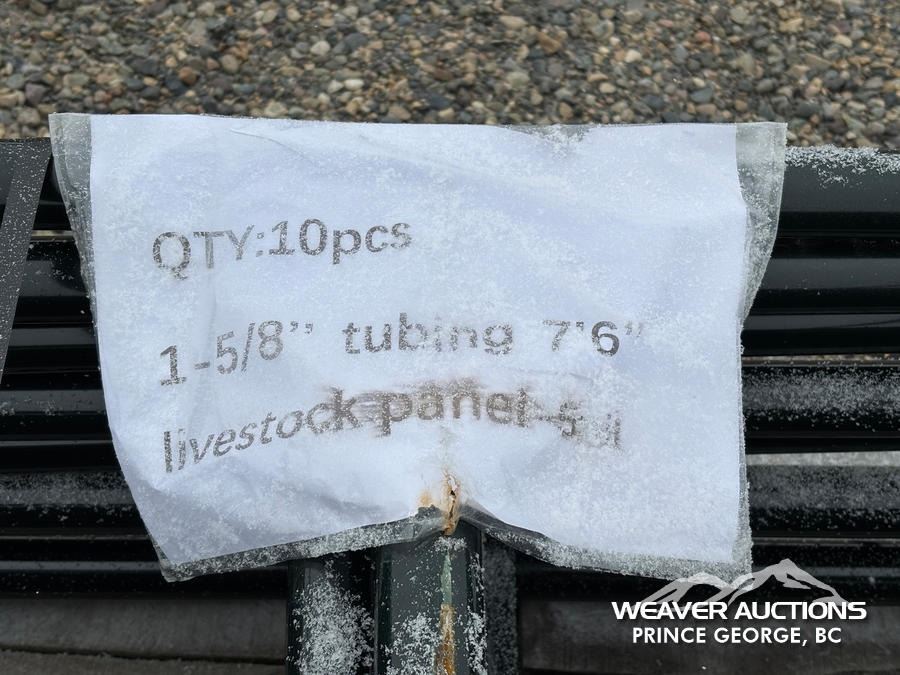 QTY:10pcs
1-5/8’’ tubing 7'6"
livestock panel
WEAVER AUCTIONS
PRINCE GEORGE, BC